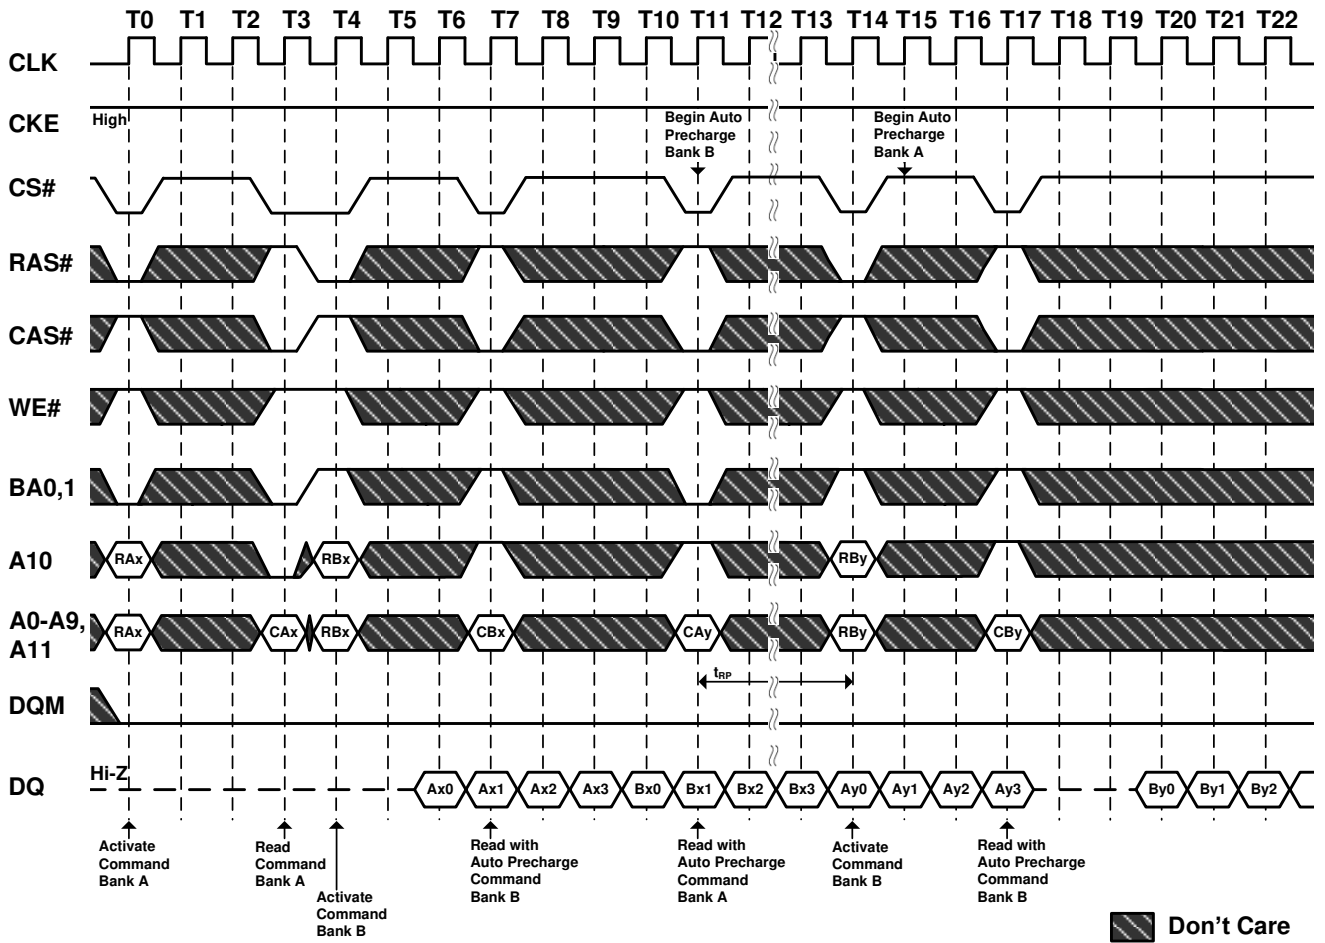 T0 T1 T2 T3 T4 T5 T6 T7 T8 T9 T10 T11 T12 T13 T14 T15 T16 T17 T18 T19 T20 T21 T22
CLK
CKE
High
Begin Auto
Precharge
Bank B
Begin Auto
Precharge
Bank A
CS#
RAS#
CAS#
WE#
BA0,1
A10
RAx RBx RBy
A0-A9,
A11
RAx CAx RBx CBx CAy RBy CBy
tRP
DQM
Hi-Z
DQ
Ax0 Ax1 Ax2 Ax3 Bx0 Bx1 Bx2 Bx3 Ay0 Ay1 Ay2 Ay3 By0 By1 By2
Activate
Command
Bank A
Read
Command
Bank A
Activate
Command
Bank B
Read with
Auto Precharge
Command
Bank B
Read with
Auto Precharge
Command
Bank A
Activate
Command
Bank B
Read with
Auto Precharge
Command
Bank B
Don't Care